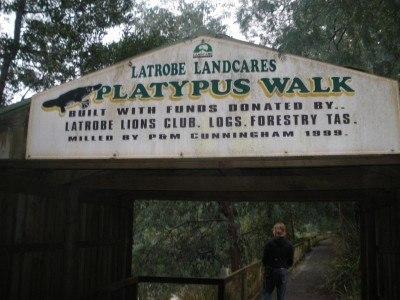 LATROBE LANDCARES
PLATYPUS WALK
BUILT WITH FUNDS DONATED BY..
LATROBE LIONS CLUB. LOGS. FORESTRY TAS.
MILLED BY P&M CUNNINGHAM 1999.